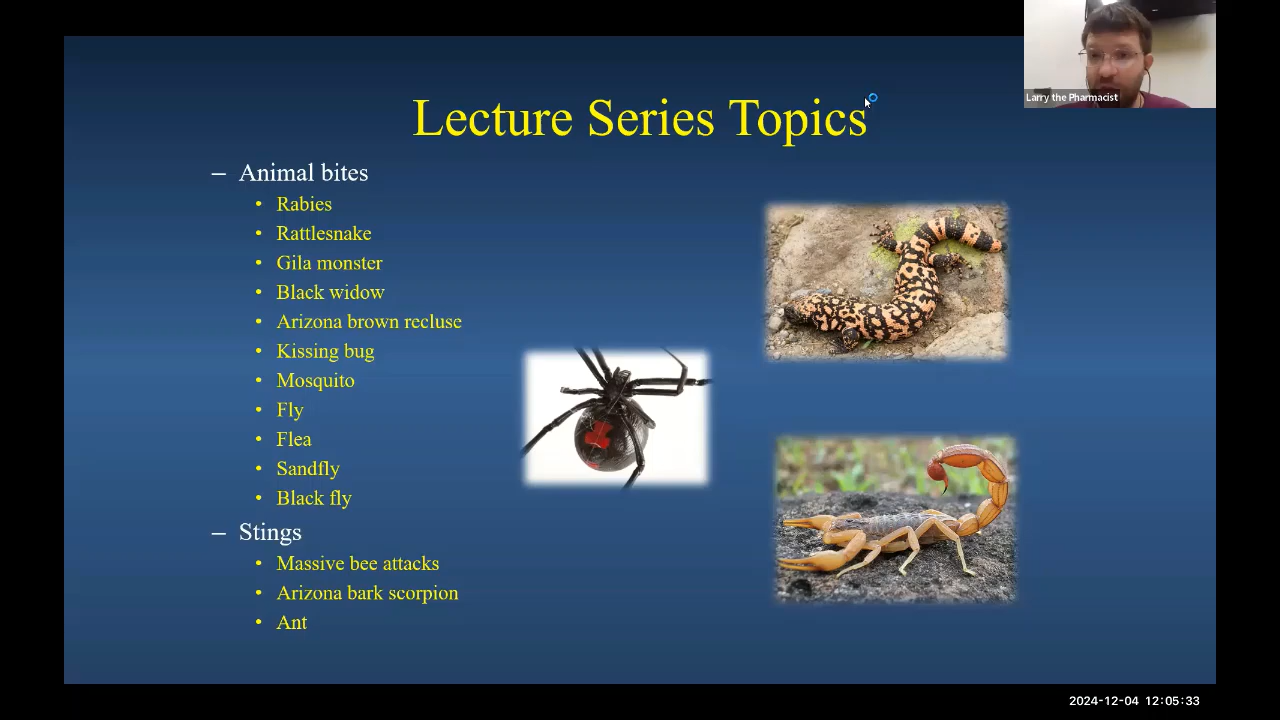 Lecture Series Topics
Larry the Pharmacist
– Animal bites
• Rabies
• Rattlesnake
• Gila monster
• Black widow
• Arizona brown recluse
• Kissing bug
• Mosquito
• Fly
• Flea
• Sandfly
• Black fly
– Stings
• Massive bee attacks
• Arizona bark scorpion
• Ant
2024-12-04 12:05:33